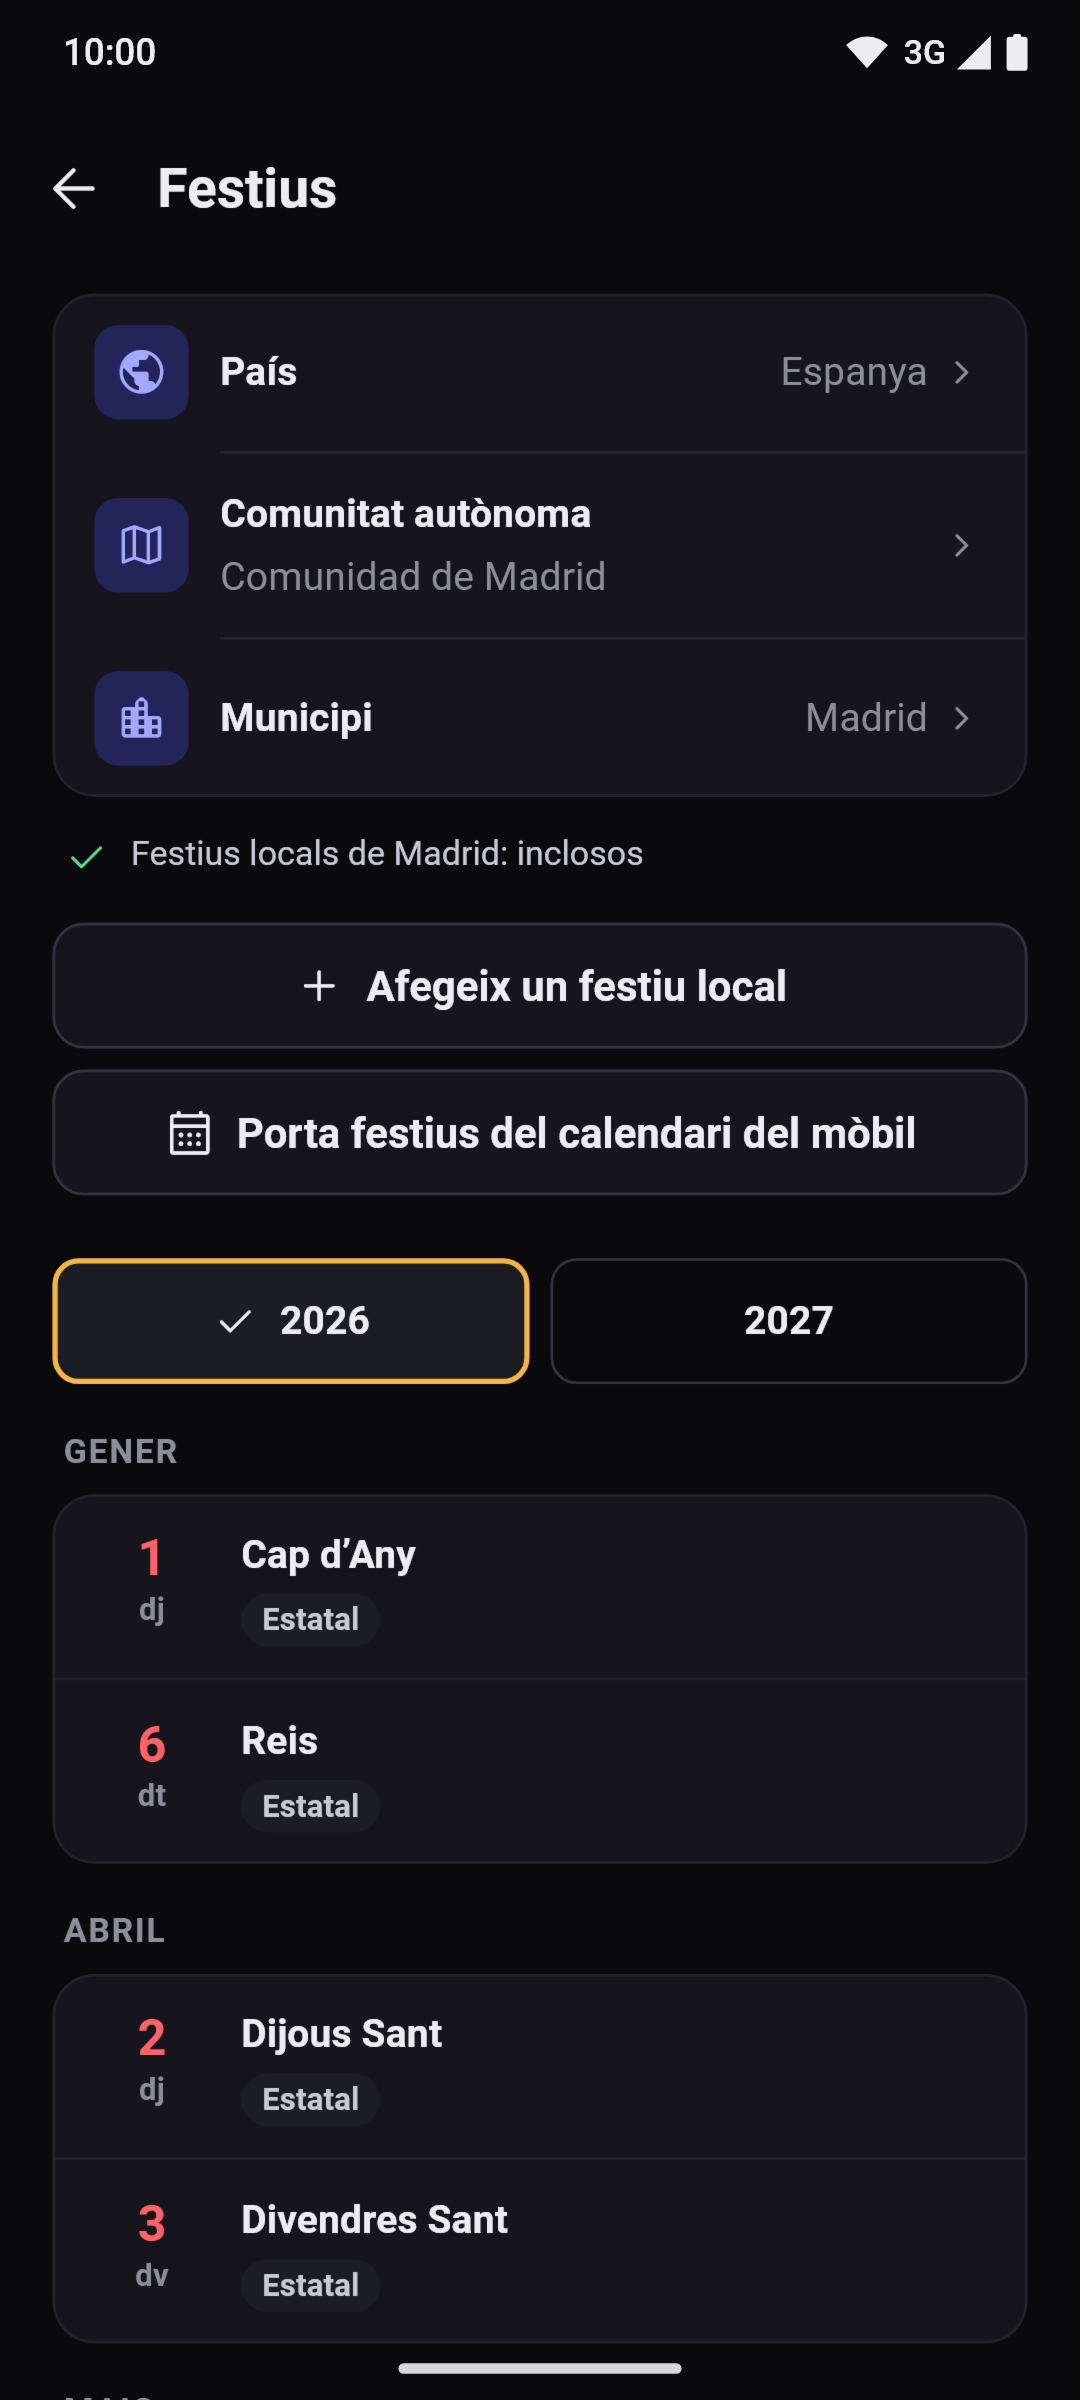 10:00
3G
Festius
País
Espanya
Comunitat autònoma
Comunidad de Madrid
Municipi
Madrid
Festius locals de Madrid: inclosos
Afegeix un festiu local
Porta festius del calendari del mòbil
2026
2027
GENER
1
dj
Cap d’Any
Estatal
6
dt
Reis
Estatal
ABRIL
2
dj
Dijous Sant
Estatal
3
dv
Divendres Sant
Estatal